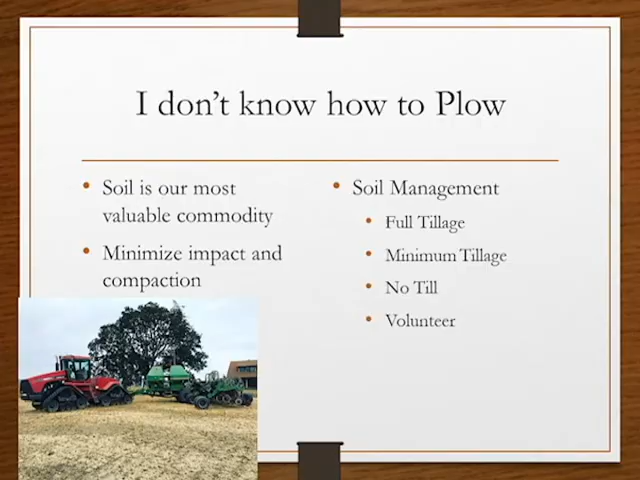 I don't know how to Plow
Soil is our most
valuable commodity
Minimize impact and
compaction
Soil Management
Full Tillage
Minimum Tillage
No Till
Volunteer